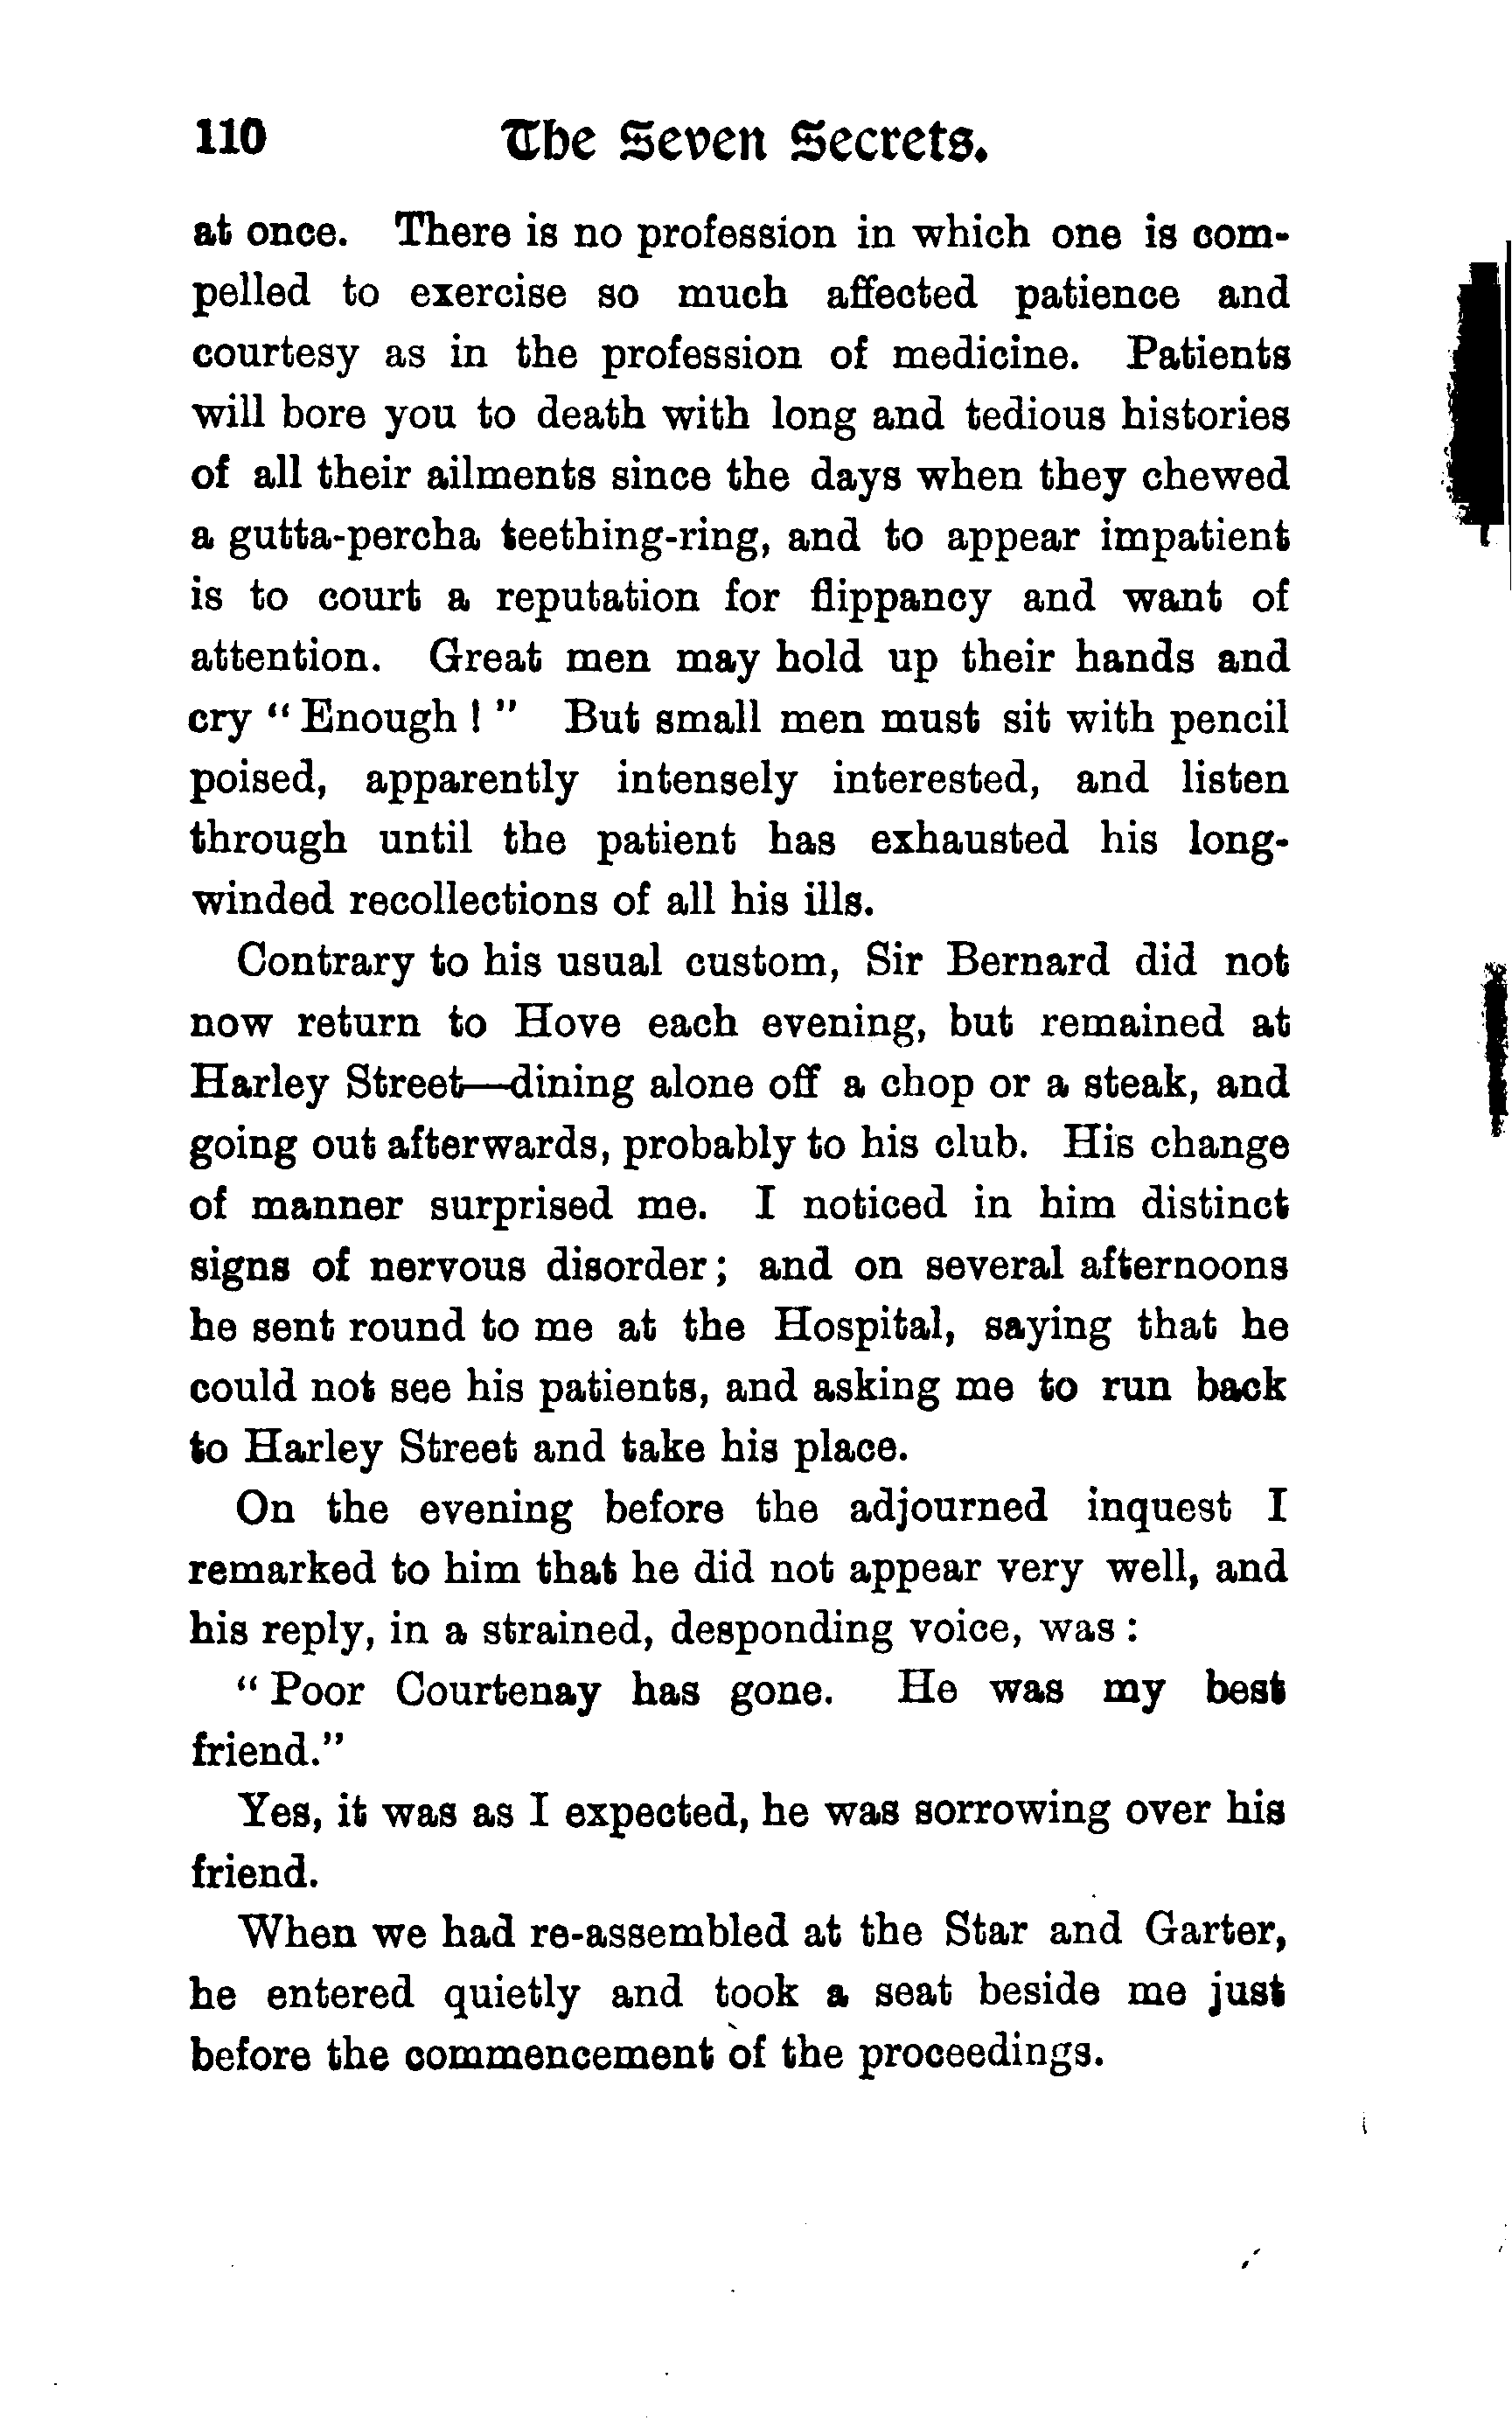 110 The Seven Secrets.
at once. There is no profession in which one is com-
pelled to exercise so much affected patience and
courtesy as in the profession of medicine. Patients
will bore you to death with long and tedious histories
of all their ailments since the days when they chewed
a gutta-percha teething-ring, and to appear impatient
is to court a reputation for flippancy and want of
attention. Great men may hold up their hands and
cry " Enough ! " But small men must sit with pencil
poised, apparently intensely interested, and listen
through until the patient has exhausted his long-
winded recollections of all his ills.
Contrary to his usual custom, Sir Bernard did not
now return to Hove each evening, but remained at
Harley Street—dining alone off a chop or a steak, and
going out afterwards, probably to his club. His change
of manner surprised me. I noticed in him distinct
signs of nervous disorder; and on several afternoons
he sent round to me at the Hospital, saying that he
could not see his patients, and asking me to run back
to Harley Street and take his place.
On the evening before the adjourned inquest I
remarked to him that he did not appear very well, and
his reply, in a strained, desponding voice, was :
" Poor Courtenay has gone. He was my best
friend."
Yes, it was as I expected, he was sorrowing over his
friend.
When we had re-assembled at the Star and Garter,
he entered quietly and took a seat beside me just
before the commencement of the proceedings.